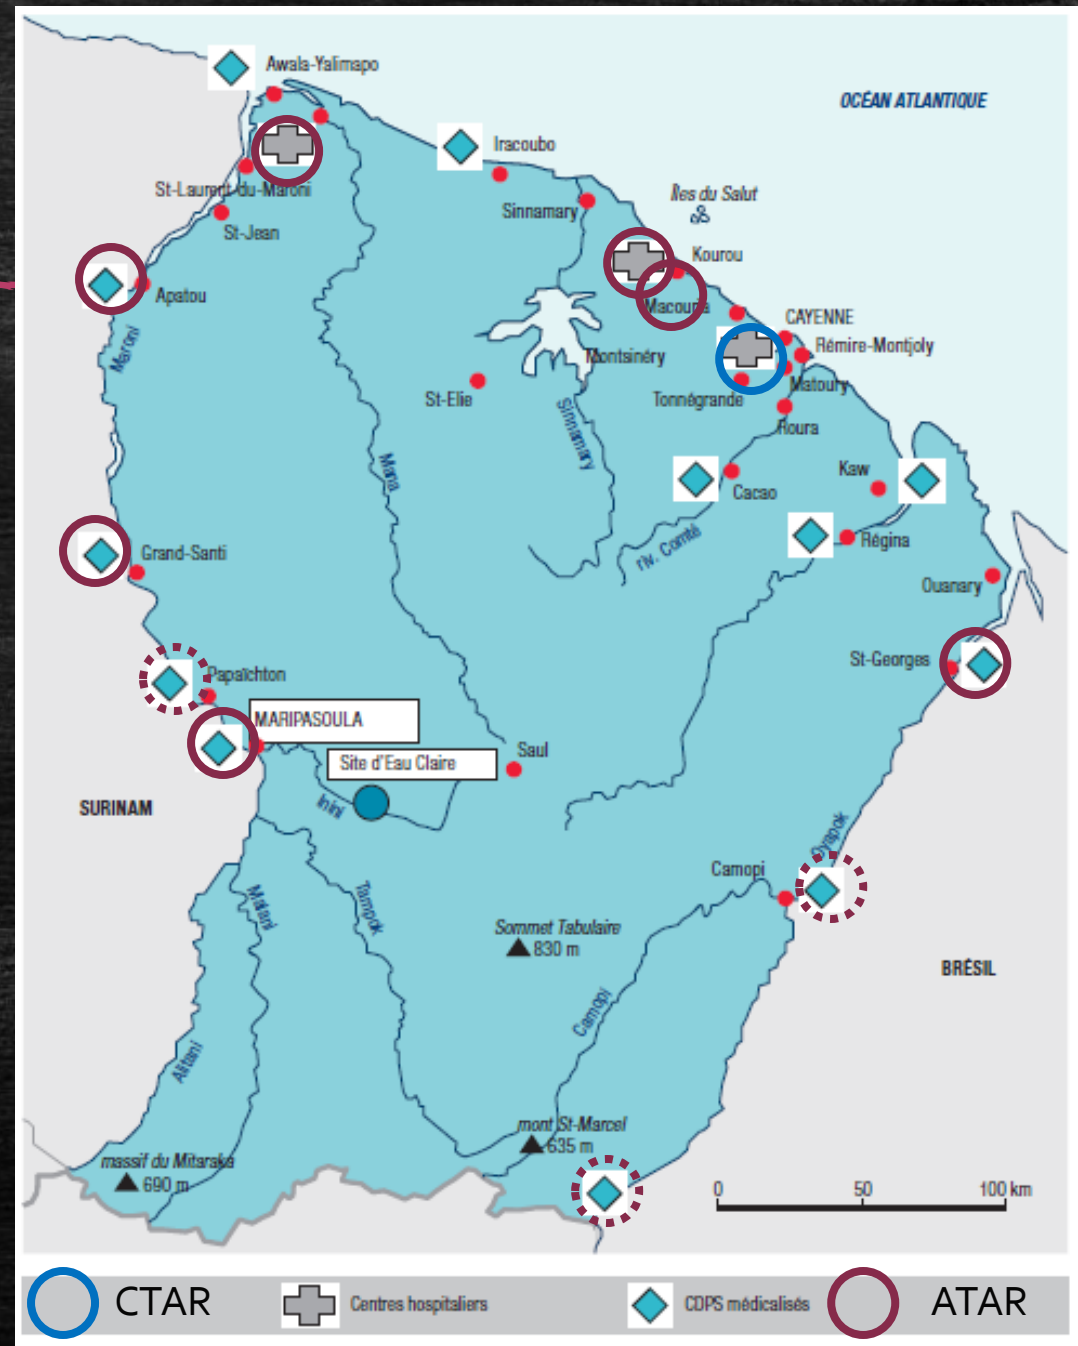 Awala-Yalimapo
OCÉAN ATLANTIQUE
Iracoubo
St-Laurent-du-Maroni
Îles du Salut
Sinnamary
St-Jean
Kourou
Apatou
Macouria
CAYENNE
Maroni
Rémire-Montjoly
Montsinéry
Matoury
St-Elie
Tonnégrande
Sinnamary
Roura
Mana
Kaw
Cacao
riv. Comté
Régina
Grand-Santi
Ouanary
St-Georges
Papaïchton
MARIPASOULA
Saul
Site d'Eau Claire
Inini
SURINAM
Oyapok
Camopi
Malani
Tampok
Sommet Tabulaire
830 m
BRÉSIL
Camopi
Alitani
mont St-Marcel
635 m
massif du Mitaraka
690 m
0 50 100 km
CTAR Centres hospitaliers CDPS médicalisés ATAR